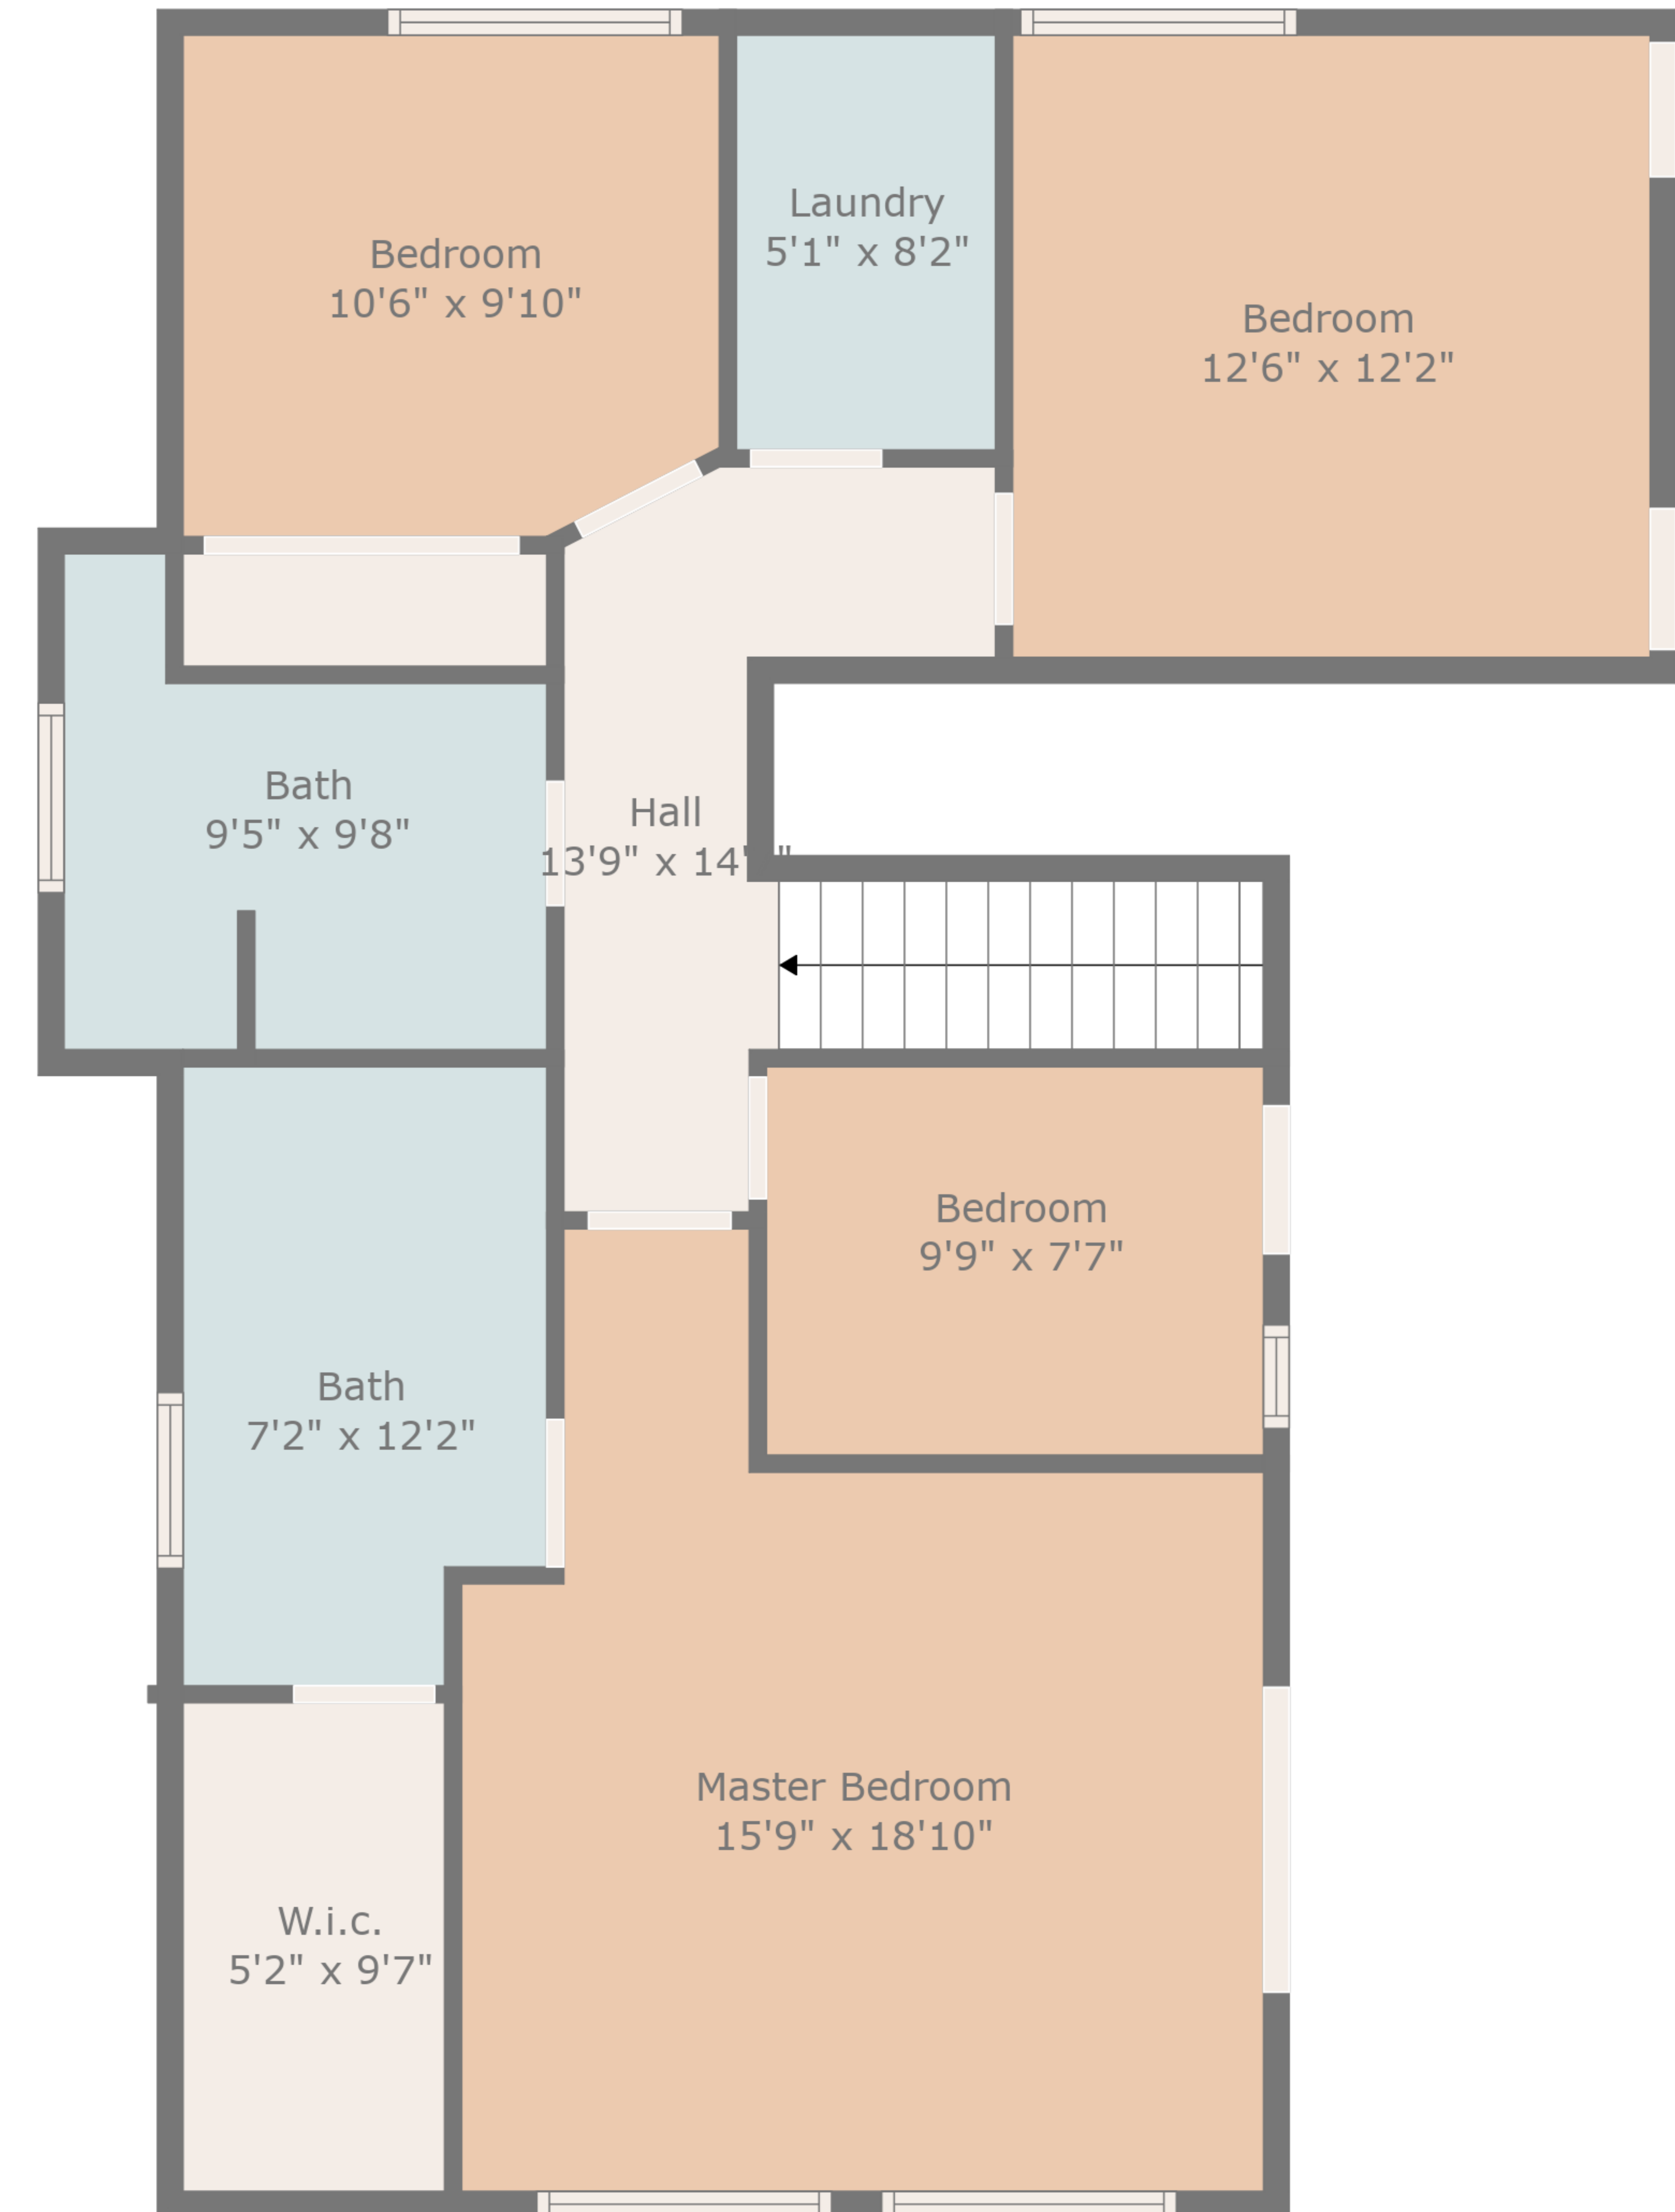 Laundry
5'1" x 8'2"
Bedroom
10'6" x 9'10"
Bedroom
12'6" x 12'2"
Bath
9'5" x 9'8"
Hall
13'9" x
Bedroom
9'9" x 7'7"
Bath
7'2" x 12'2"
Master Bedroom
15'9" x 18'10"
W.i.c.
5'2" x 9'7"